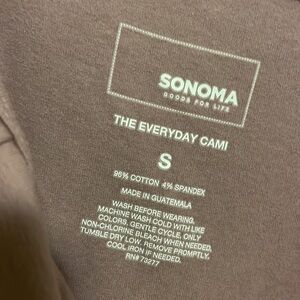 SONOMA
GOODS FOR LIFE
THE EVERYDAY CAMI
S
96% COTTON 4% SPANDEX
MADE IN GUATEMALA
WASH BEFORE WEARING.
MACHINE WASH COLD WITH LIKE
COLORS. GENTLE CYCLE. ONLY
NON-CHLORINE BLEACH WHEN NEEDED.
TUMBLE DRY LOW. REMOVE PROMPTLY.
COOL IRON IF NEEDED.
RN# 73277